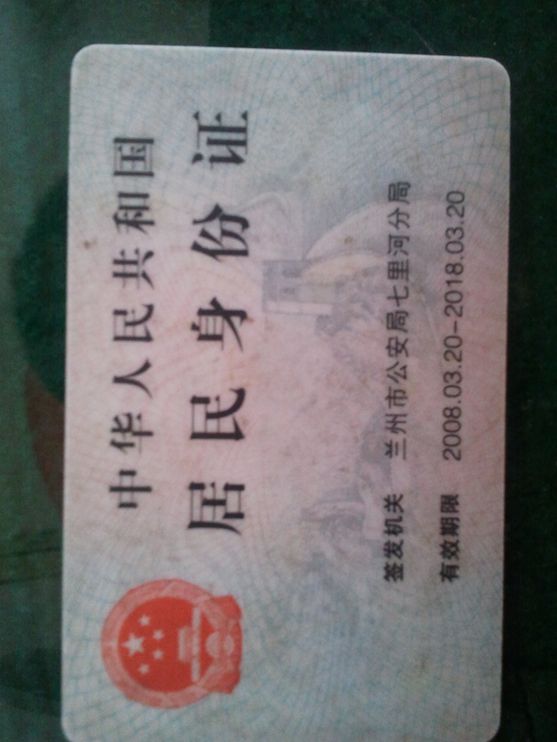 中华人民共和国
居民身份证
签发机关 兰州市公安局七里河分局
有效期限 2008.03.20-2018.03.20